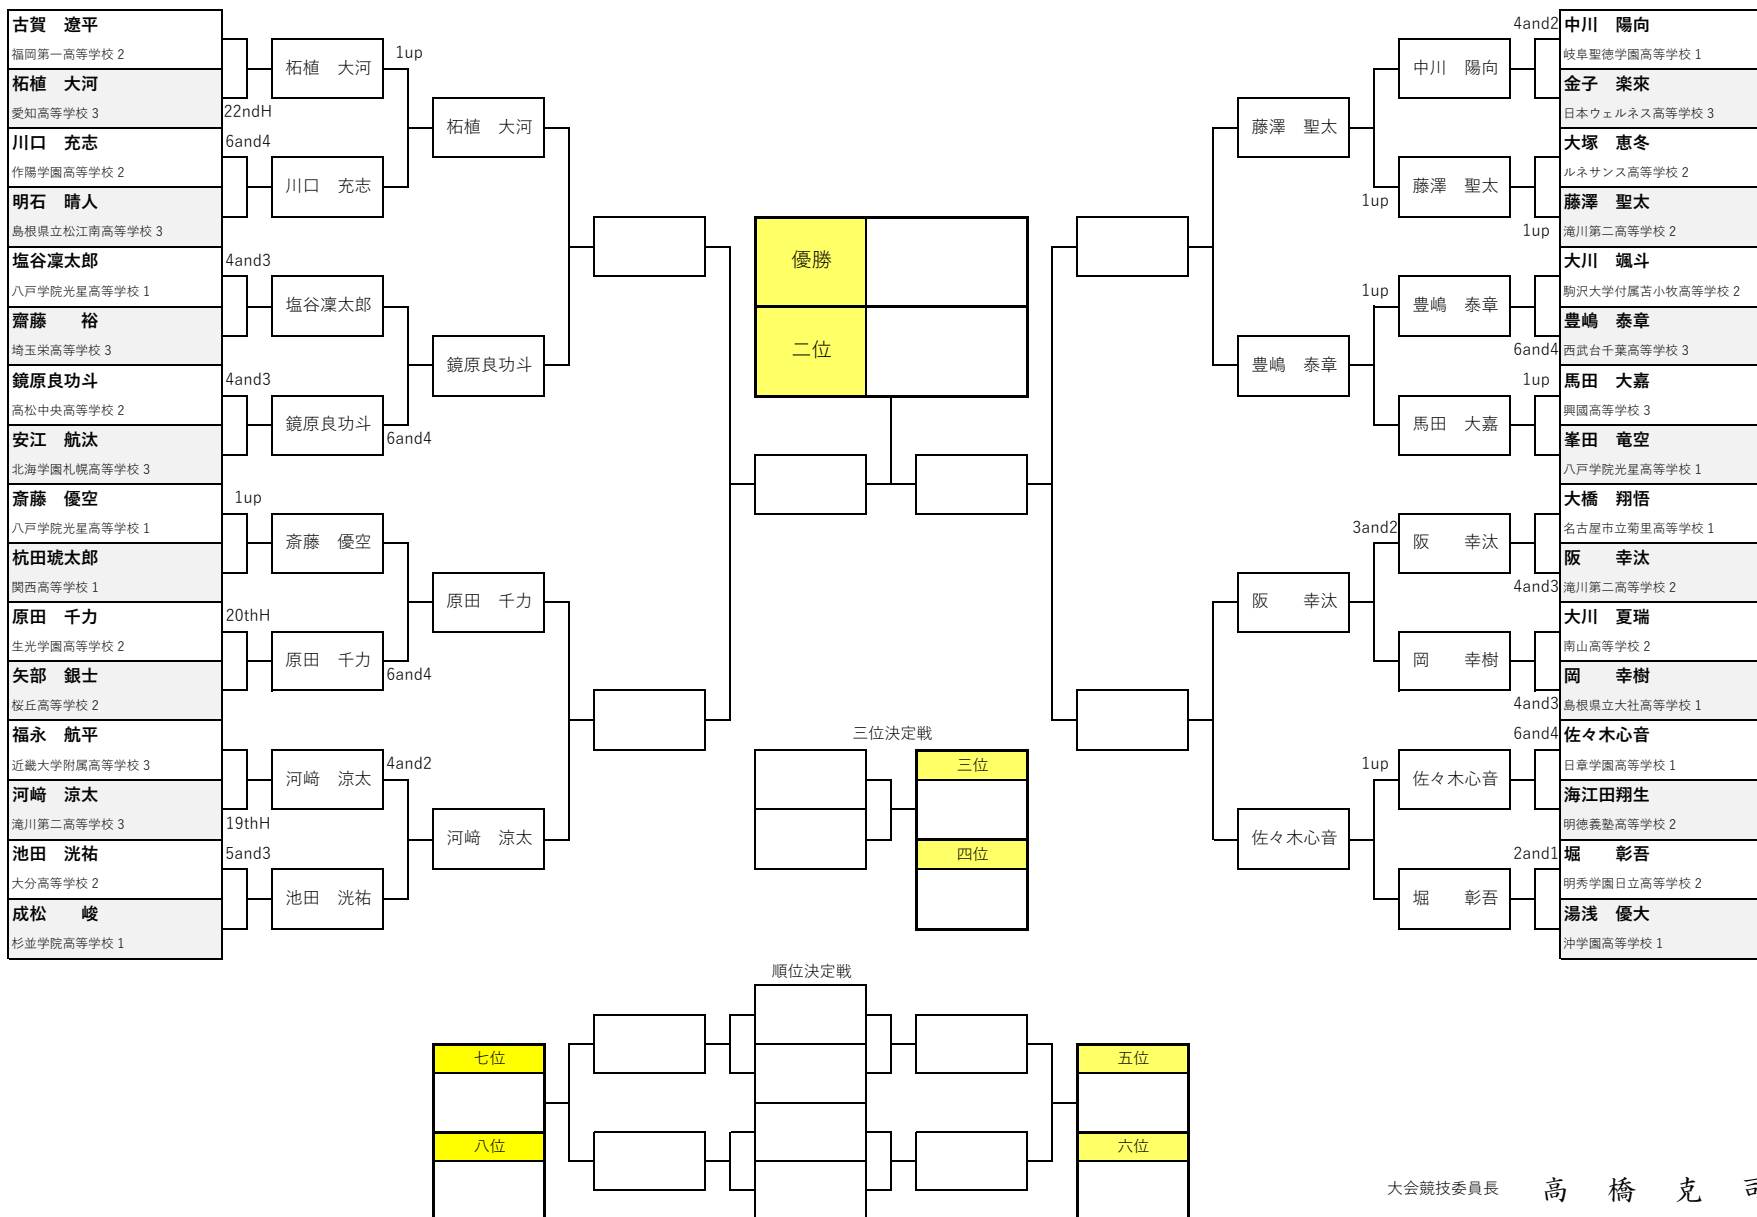 古賀　遼平
福岡第一高等学校 2
柘植　大河
愛知高等学校 3
22ndH
川口　充志
6and4
作陽学園高等学校 2
明石　晴人
島根県立松江南高等学校 3
塩谷凜太郎
4and3
八戸学院光星高等学校 1
齋藤　　裕
埼玉栄高等学校 3
鏡原良功斗
4and3
高松中央高等学校 2
安江　航汰
北海学園札幌高等学校 3
斎藤　優空
1up
八戸学院光星高等学校 1
杭田琥太郎
関西高等学校 1
原田　千力
20thH
生光学園高等学校 2
矢部　銀士
桜丘高等学校 2
福永　航平
近畿大学附属高等学校 3
河﨑　涼太
滝川第二高等学校 3
19thH
池田　洸祐
5and3
大分高等学校 2
成松　　峻
杉並学院高等学校 1
柘植　大河
1up
川口　充志
塩谷凜太郎
鏡原良功斗
6and4
斎藤　優空
原田　千力
6and4
河﨑　涼太
4and2
池田　洸祐
柘植　大河
鏡原良功斗
原田　千力
河﨑　涼太
優勝
二位
三位決定戦
三位
四位
藤澤　聖太
豊嶋　泰章
阪　　幸汰
佐々木心音
中川　陽向
藤澤　聖太
1up
1up
豊嶋　泰章
馬田　大嘉
3and2
阪　　幸汰
岡　　幸樹
1up
佐々木心音
堀　　彰吾
4and2
中川　陽向
岐阜聖徳学園高等学校 1
金子　楽來
日本ウェルネス高等学校 3
大塚　恵冬
ルネサンス高等学校 2
藤澤　聖太
1up
滝川第二高等学校 2
大川　颯斗
駒沢大学付属苫小牧高等学校 2
豊嶋　泰章
6and4
西武台千葉高等学校 3
1up
馬田　大嘉
興國高等学校 3
峯田　竜空
八戸学院光星高等学校 1
大橋　翔悟
名古屋市立菊里高等学校 1
阪　　幸汰
4and3
滝川第二高等学校 2
大川　夏瑞
南山高等学校 2
岡　　幸樹
4and3
島根県立大社高等学校 1
6and4
佐々木心音
日章学園高等学校 1
海江田翔生
明徳義塾高等学校 2
2and1
堀　　彰吾
明秀学園日立高等学校 2
湯浅　優大
沖学園高等学校 1
順位決定戦
七位
八位
五位
六位
大会競技委員長　高　橋　克　司